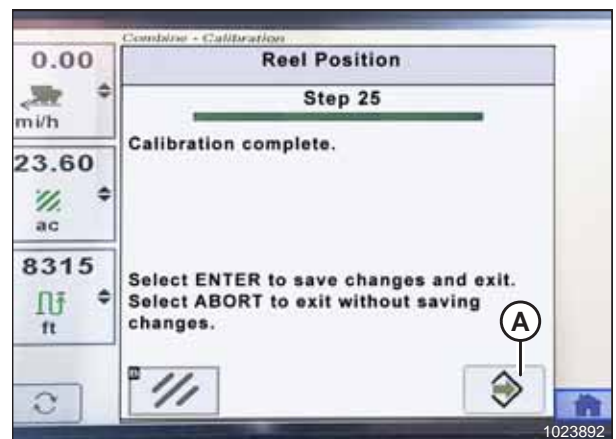 Combine - Calibration
Reel Position
Step 25
Calibration complete.
Select ENTER to save changes and exit.
Select ABORT to exit without saving
changes.
0.00
mi/h
23.60
ac
8315
ft
A
1023892